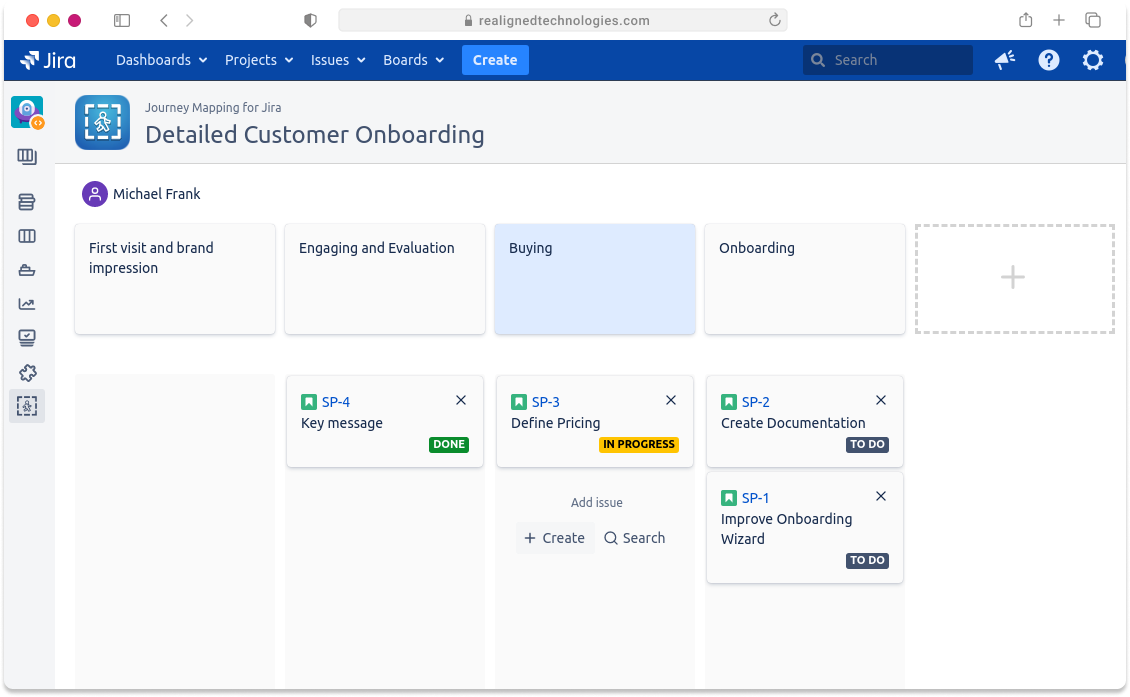 realignedtechnologies.com
Jira Dashboards Projects Issues Boards Create Search
Journey Mapping for Jira
Detailed Customer Onboarding
Michael Frank
First visit and brand
impression
Engaging and Evaluation
Buying
Onboarding
SP-4
Key message
DONE
SP-3
Define Pricing
IN PROGRESS
Add issue
Create Search
SP-2
Create Documentation
TO DO
SP-1
Improve Onboarding
Wizard
TO DO